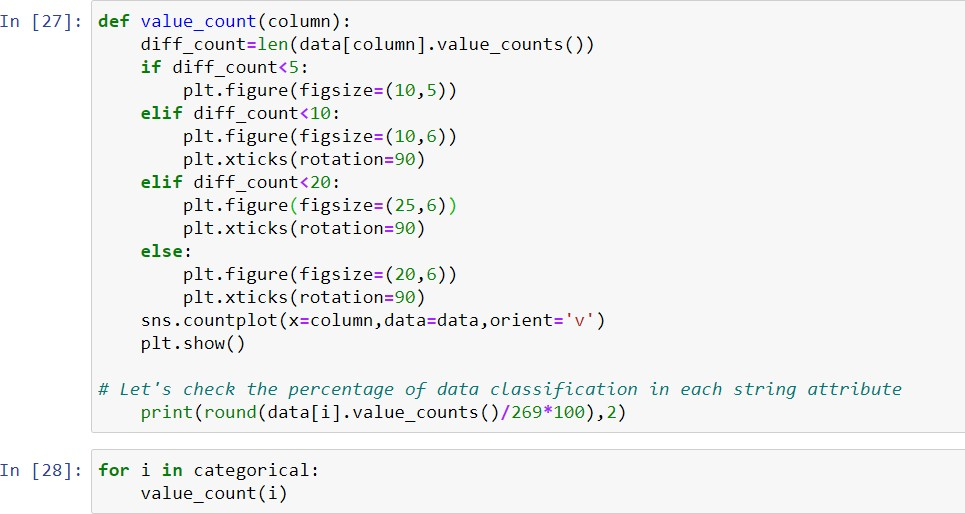 In [27]: def value_count(column):
    diff_count=len(data[column].value_counts())
    if diff_count<5:
        plt.figure(figsize=(10,5))
    elif diff_count<10:
        plt.figure(figsize=(10,6))
        plt.xticks(rotation=90)
    elif diff_count<20:
        plt.figure(figsize=(25,6))
        plt.xticks(rotation=90)
    else:
        plt.figure(figsize=(20,6))
        plt.xticks(rotation=90)
    sns.countplot(x=column,data=data,orient='v')
    plt.show()
# Let's check the percentage of data classification in each string attribute
    print(round(data[i].value_counts()/269*100),2)
In [28]: for i in categorical:
    value_count(i)